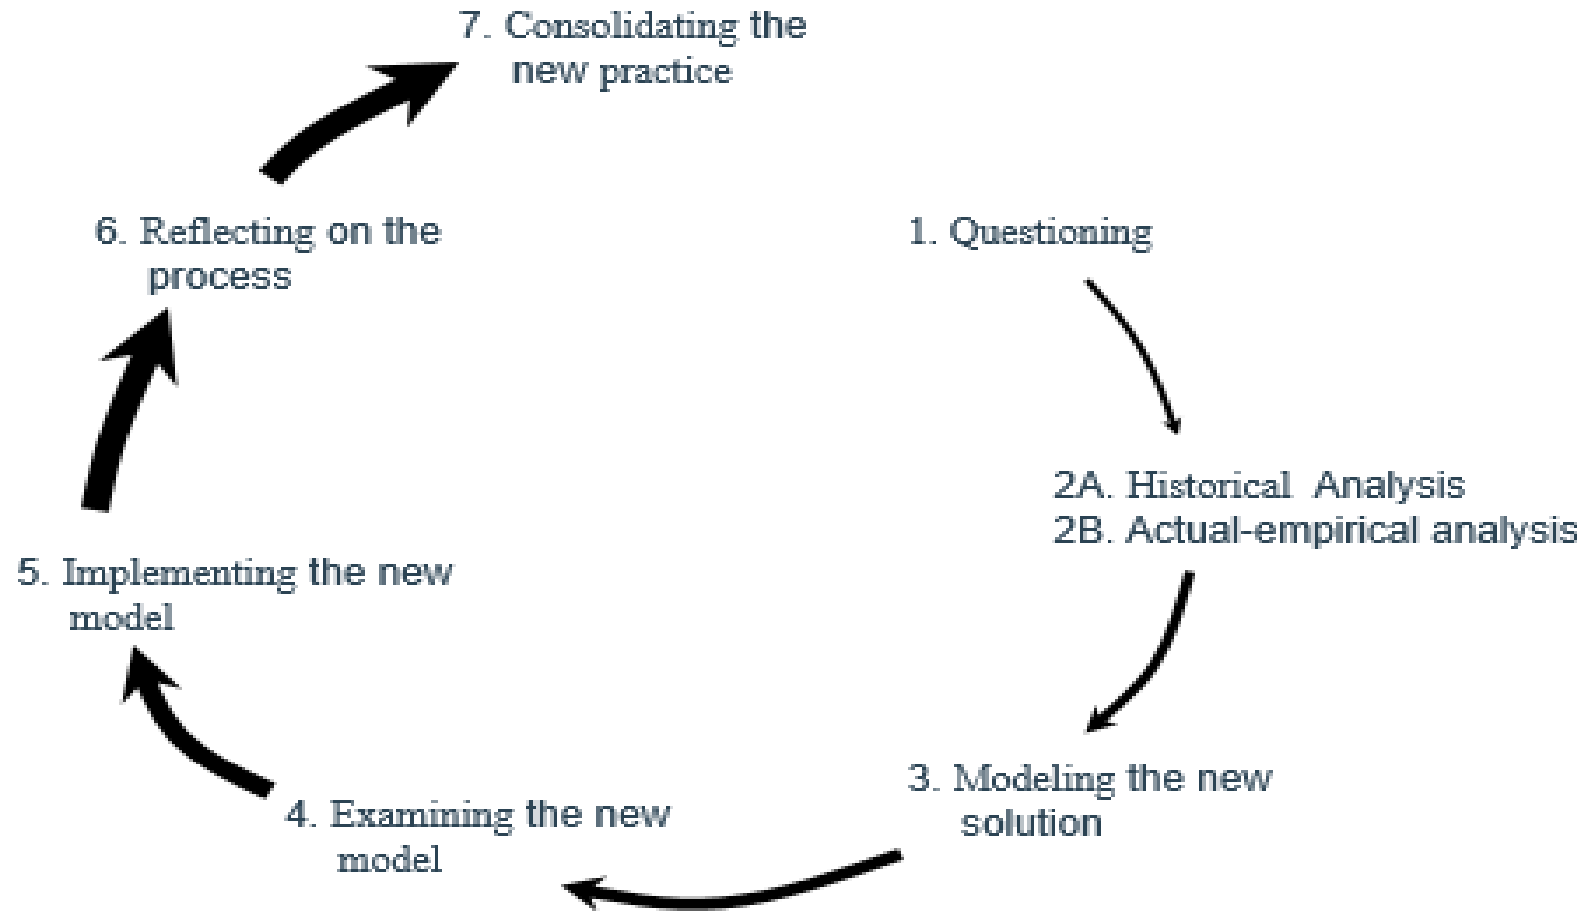 7. Consolidating the
new practice
6. Reflecting on the
process
1. Questioning
2A. Historical Analysis
2B. Actual-empirical analysis
5. Implementing the new
model
3. Modeling the new
solution
4. Examining the new
model